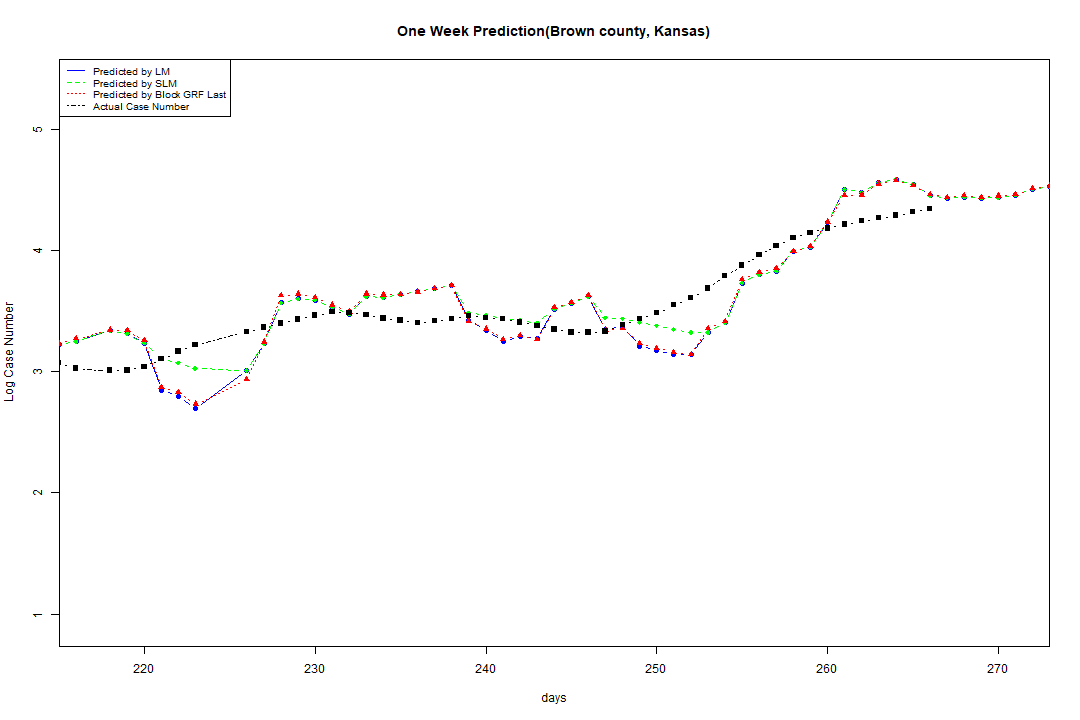 One Week Prediction(Brown county, Kansas)
Predicted by LM
Predicted by SLM
Predicted by Block GRF Last
Actual Case Number
5
4
3
2
1
Log Case Number
220 230 240 250 260 270
days